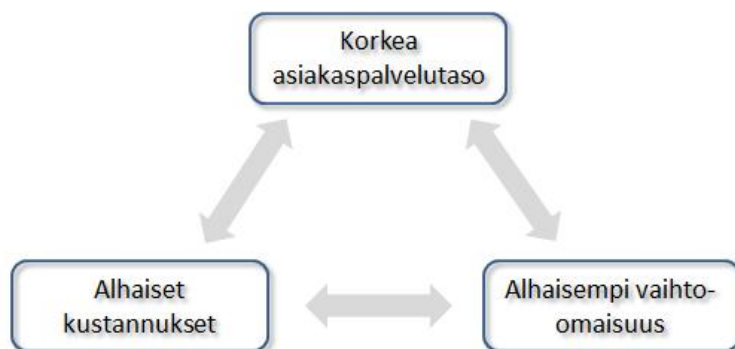 Korkea
asiakaspalvelutaso
Alhaiset
kustannukset
Alhaisempi vaihto-
omaisuus